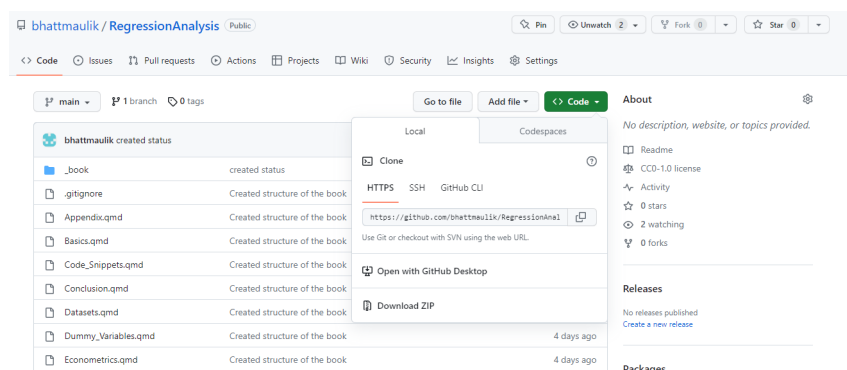 bhattmaulik / RegressionAnalysis Public
Pin Unwatch 2 Fork 0 Star 0
<> Code Issues Pull requests Actions Projects Wiki Security Insights Settings
main 1 branch 0 tags Go to file Add file <> Code
About
No description, website, or topics provided.
Readme
CC0-1.0 license
Activity
0 stars
2 watching
0 forks
Releases
No releases published
Create a new release
Packages
Local Codespaces
Clone
HTTPS SSH GitHub CLI
https://github.com/bhattmaulik/RegressionAnal
Use Git or checkout with SVN using the web URL.
Open with GitHub Desktop
Download ZIP
bhattmaulik created status
_book created status
.gitignore Created structure of the book
Appendix.qmd Created structure of the book
Basics.qmd Created structure of the book
Code_Snippets.qmd Created structure of the book
Conclusion.qmd Created structure of the book
Datasets.qmd Created structure of the book
Dummy_Variables.qmd Created structure of the book 4 days ago
Econometrics.qmd Created structure of the book 4 days ago